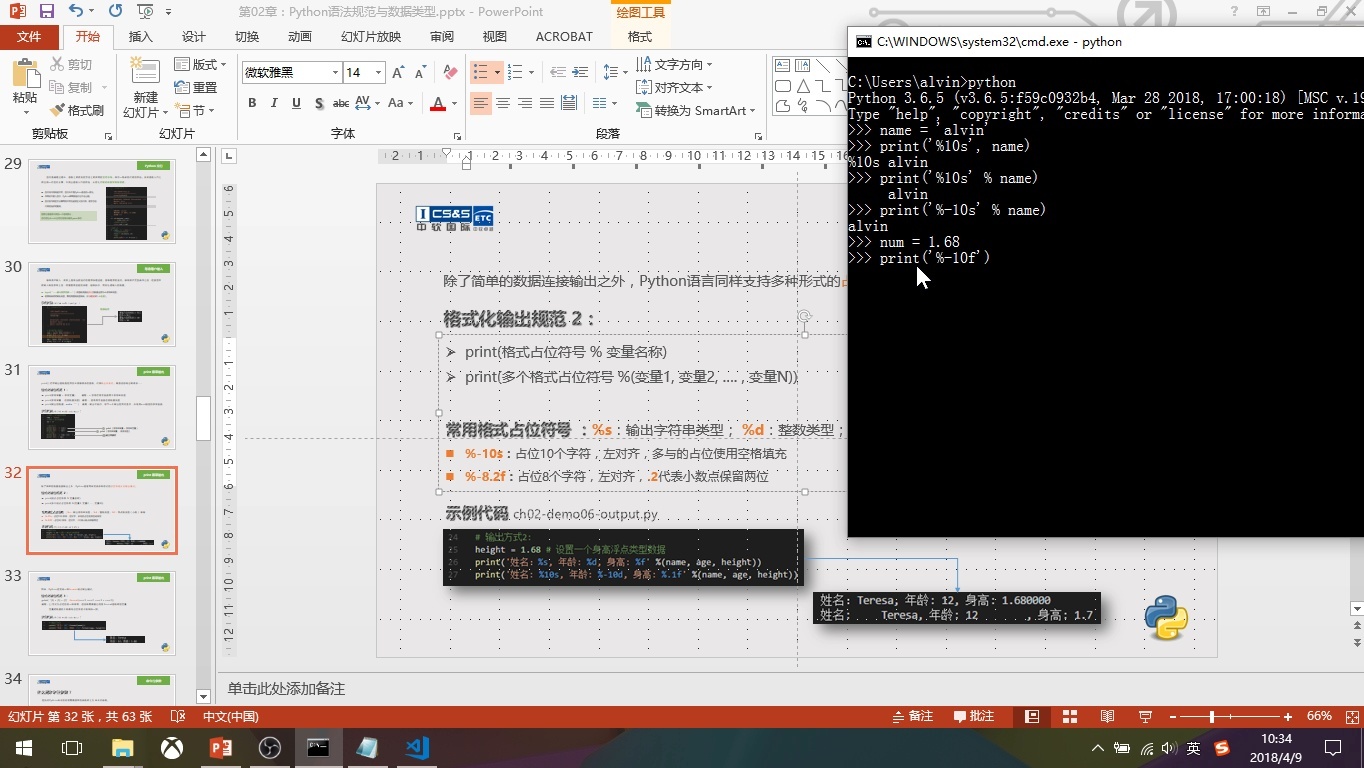 第02章：Python语法规范与数据类型.pptx - PowerPoint
绘图工具
文件
开始
插入
设计
切换
动画
幻灯片放映
审阅
视图
ACROBAT
格式
粘贴
剪切
复制
格式刷
剪贴板
新建
幻灯片
版式
重置
节
幻灯片
微软雅黑
14
字体
文字方向
对齐文本
转换为 SmartArt
段落
C:\WINDOWS\system32\cmd.exe - python
C:\Users\alvin>python
Python 3.6.5 (v3.6.5:f59c0932b4, Mar 28 2018, 17:00:18) [MSC v.19
Type "help", "copyright", "credits" or "license" for more informa
>>> name = 'alvin'
>>> print('%10s', name)
%10s alvin
>>> print('%10s' % name)
     alvin
>>> print('%-10s' % name)
alvin
>>> num = 1.68
>>> print('%-10f')
29
30
31
32
33
34
CS&S ETC
中软国际
除了简单的数据连接输出之外，Python语言同样支持多种形式的
格式化输出规范 2：
print(格式占位符号 % 变量名称)
print(多个格式占位符号 %(变量1, 变量2, .... , 变量N))
常用格式占位符号 ：%s：输出字符串类型； %d：整数类型；
%-10s：占位10个字符，左对齐，多与的占位使用空格填充
%-8.2f：占位8个字符，左对齐，.2代表小数点保留两位
示例代码 ch02-demo06-output.py
24 # 输出方式2:
25 height = 1.68 # 设置一个身高浮点类型数据
26 print('姓名：%s, 年龄：%d, 身高：%f' %(name, age, height))
27 print('姓名：%10s, 年龄：%-10d, 身高：%.1f' %(name, age, height))
姓名：Teresa, 年龄：12, 身高：1.680000
姓名：    Teresa, 年龄：12        , 身高：1.7
单击此处添加备注
幻灯片 第 32 张，共 63 张
中文(中国)
备注
批注
66%
英
10:34
2018/4/9